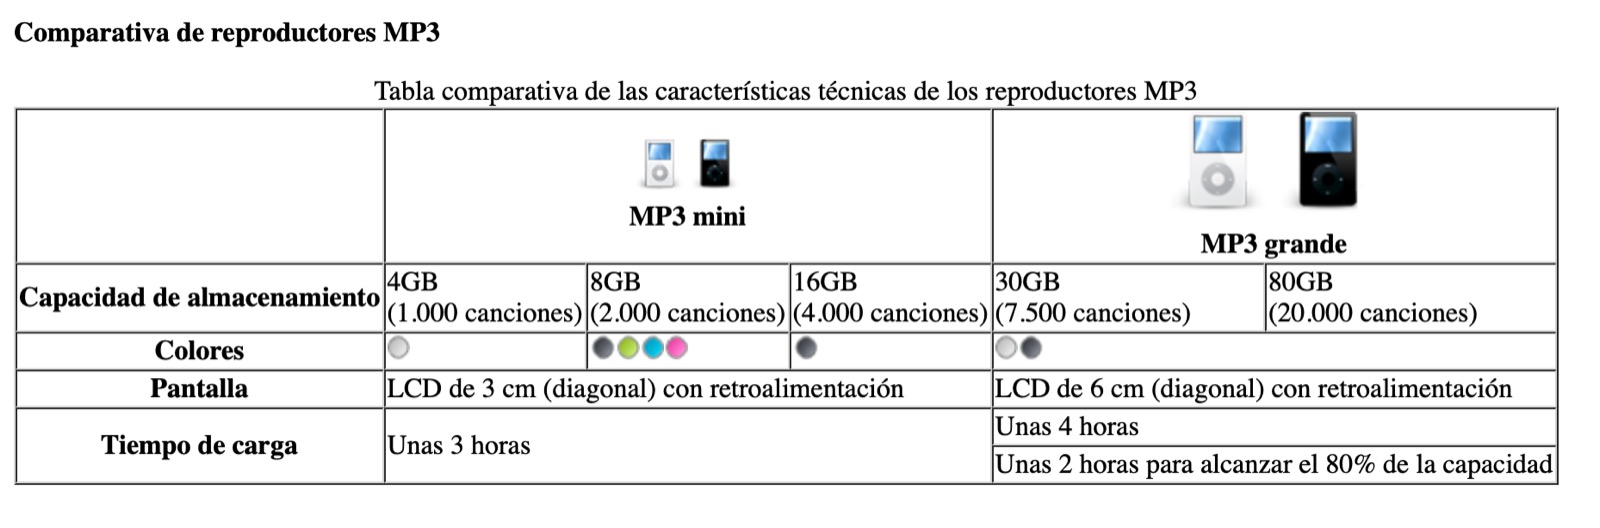 Comparativa de reproductores MP3
Tabla comparativa de las características técnicas de los reproductores MP3
MP3 mini
MP3 grande
Capacidad de almacenamiento
4GB
(1.000 canciones)
8GB
(2.000 canciones)
16GB
(4.000 canciones)
30GB
(7.500 canciones)
80GB
(20.000 canciones)
Colores
Pantalla
LCD de 3 cm (diagonal) con retroalimentación
LCD de 6 cm (diagonal) con retroalimentación
Tiempo de carga
Unas 3 horas
Unas 4 horas
Unas 2 horas para alcanzar el 80% de la capacidad